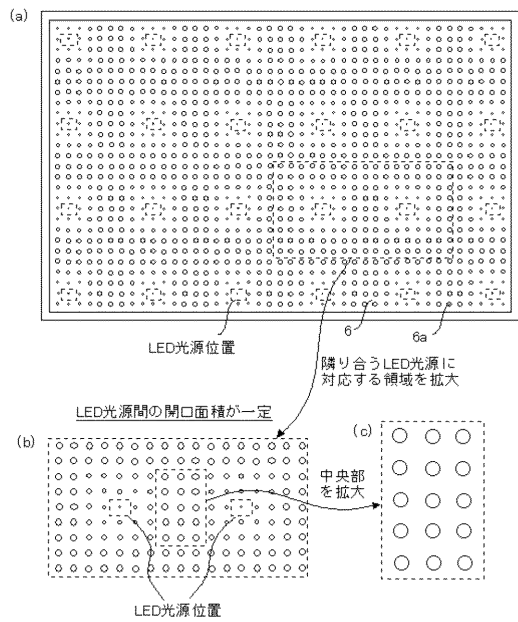 (a)
LED光源位置
6
6a
隣り合うLED光源に
対応する領域を拡大
LED光源間の開口面積が一定
(b)
(c)
中央部
を拡大
LED光源位置